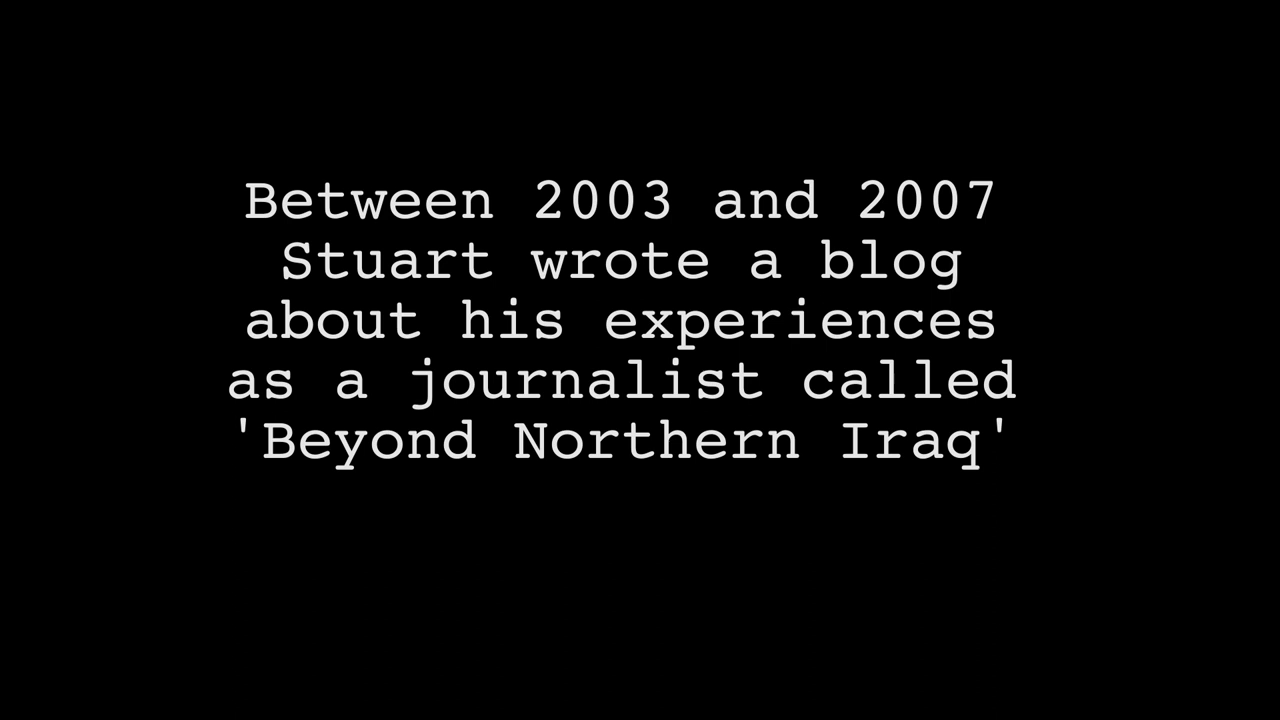 Between 2003 and 2007
Stuart wrote a blog
about his experiences
as a journalist called
'Beyond Northern Iraq'